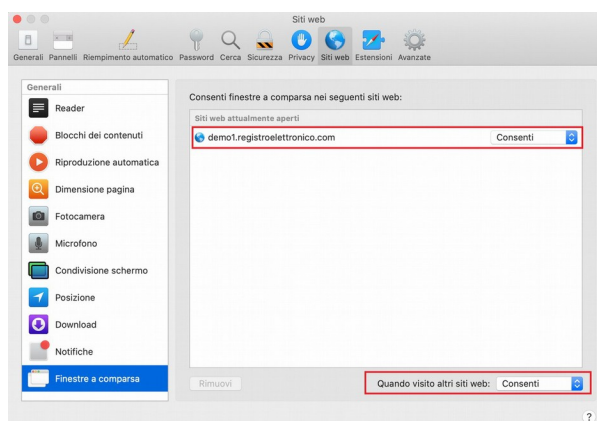 Siti web
Generali Pannelli Riempimento automatico Password Cerca Sicurezza Privacy Siti web Estensioni Avanzate
Generali
Reader
Blocchi dei contenuti
Riproduzione automatica
Dimensione pagina
Fotocamera
Microfono
Condivisione schermo
Posizione
Download
Notifiche
Finestre a comparsa
Consenti finestre a comparsa nei seguenti siti web:
Siti web attualmente aperti
demo1.registroelettronico.com Consenti
Rimuovi
Quando visito altri siti web: Consenti
?